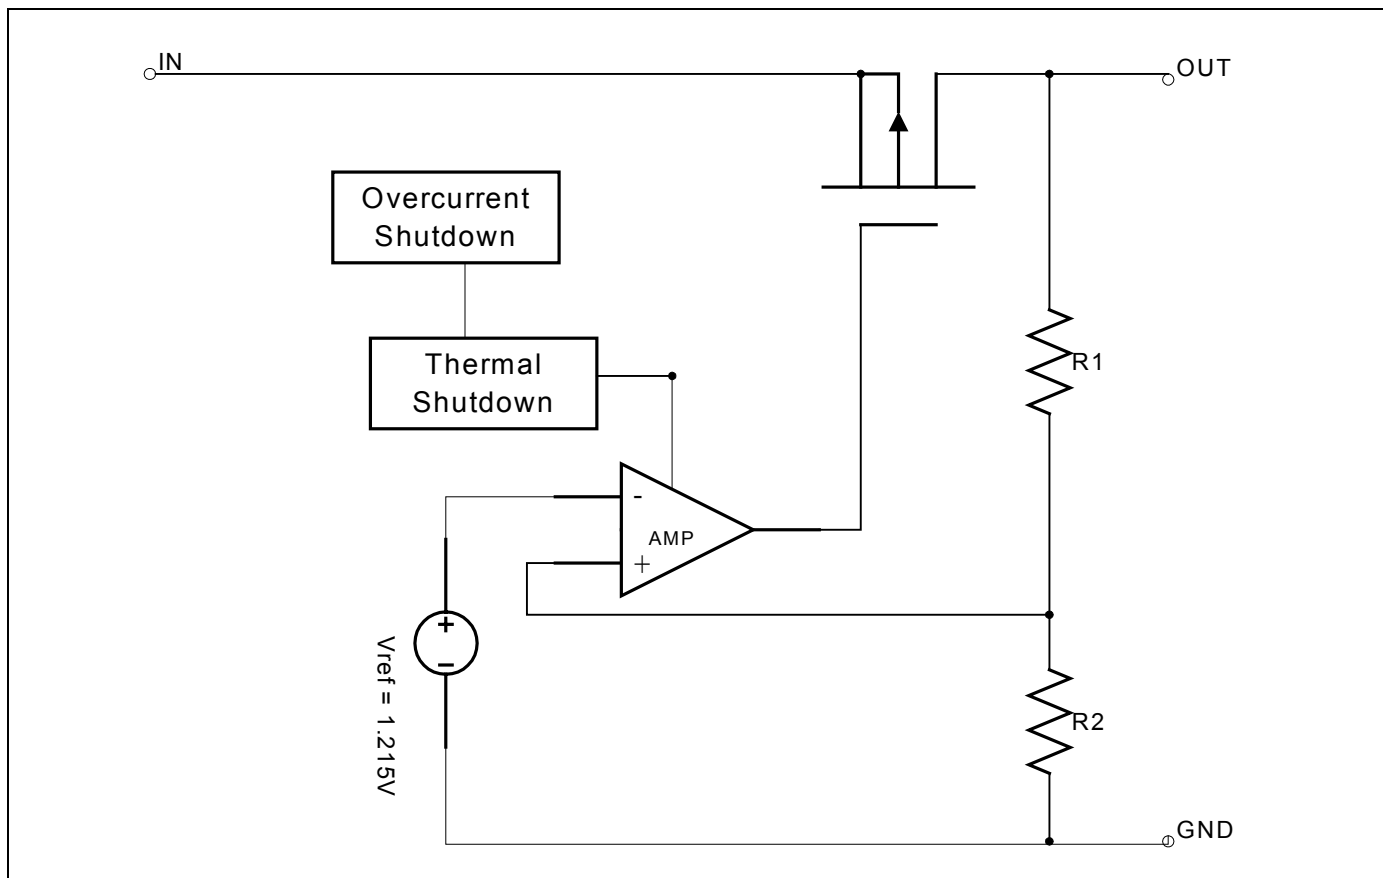 IN
OUT
Overcurrent
Shutdown
Thermal
Shutdown
R1
-
AMP
+
+
-
Vref = 1.215V
R2
GND